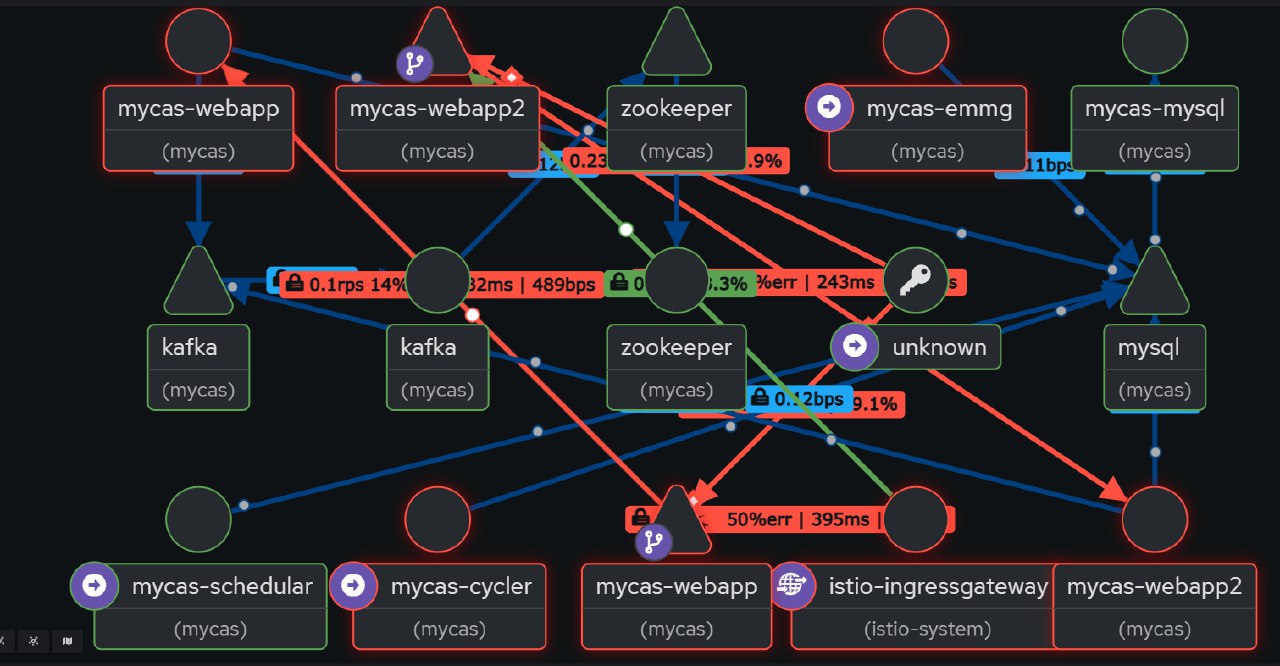 mycas-webapp
(mycas)
mycas-webapp2
(mycas)
zookeeper
(mycas)
mycas-emmg
(mycas)
mycas-mysql
(mycas)
0.23
.9%
11bps
0.1rps 14%
32ms | 489bps
.3%
%err | 243ms
s
kafka
(mycas)
kafka
(mycas)
zookeeper
(mycas)
unknown
mysql
(mycas)
0.12bps
9.1%
50%err | 395ms |
mycas-schedular
(mycas)
mycas-cycler
(mycas)
mycas-webapp
(mycas)
istio-ingressgateway
(istio-system)
mycas-webapp2
(mycas)